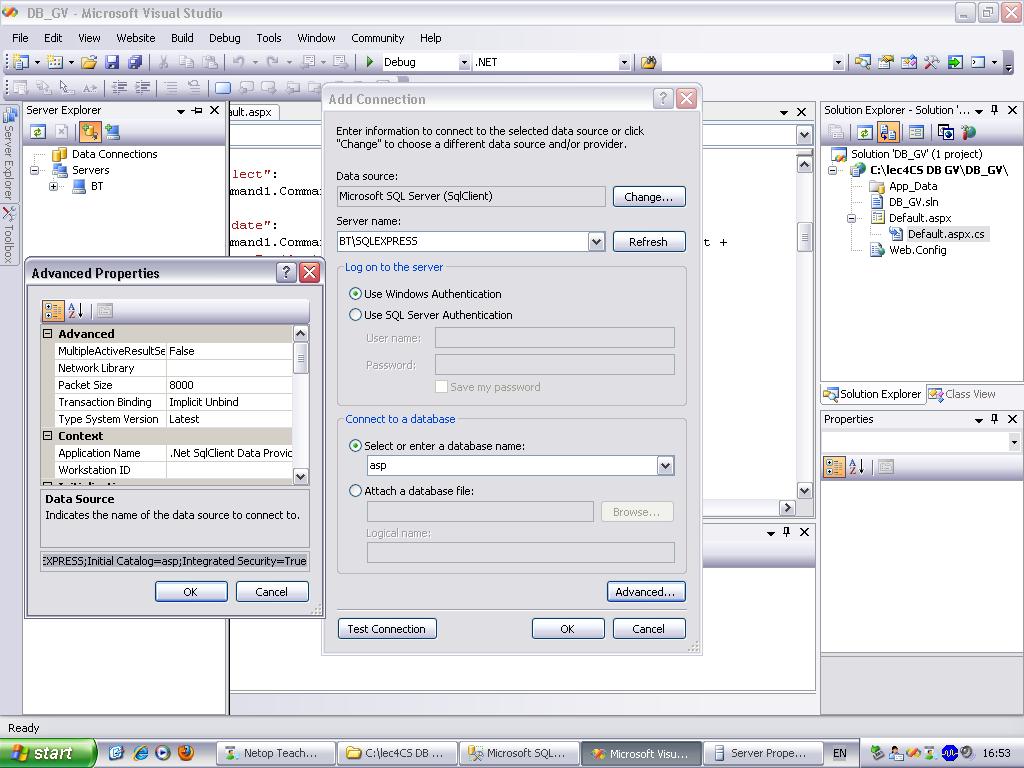 DB_GV - Microsoft Visual Studio
File Edit View Website Build Debug Tools Window Community Help
Debug .NET
Server Explorer
Data Connections
Servers
BT
Server Explorer
Toolbox
ult.aspx
lect":
mmand1.Comma
date":
mmand1.Comma
t +
Add Connection
Enter information to connect to the selected data source or click
"Change" to choose a different data source and/or provider.
Data source:
Microsoft SQL Server (SqlClient) Change...
Server name:
BT\SQLEXPRESS Refresh
Log on to the server
Use Windows Authentication
Use SQL Server Authentication
User name:
Password:
Save my password
Connect to a database
Select or enter a database name:
asp
Attach a database file:
Browse...
Logical name:
Advanced...
Test Connection OK Cancel
Advanced Properties
Advanced
MultipleActiveResultSe False
Network Library
Packet Size 8000
Transaction Binding Implicit Unbind
Type System Version Latest
Context
Application Name .Net SqlClient Data Provic
Workstation ID
Data Source
Indicates the name of the data source to connect to.
EXPRESS;Initial Catalog=asp;Integrated Security=True
OK Cancel
Solution Explorer - Solution '...
Solution 'DB_GV' (1 project)
C:\lec4CS DB GV\DB_GV\
App_Data
DB_GV.sln
Default.aspx
Default.aspx.cs
Web.Config
Solution Explorer Class View
Properties
Ready
start Netop Teach... C:\lec4CS DB ... Microsoft SQL... Microsoft Visu... Server Prope... EN 16:53